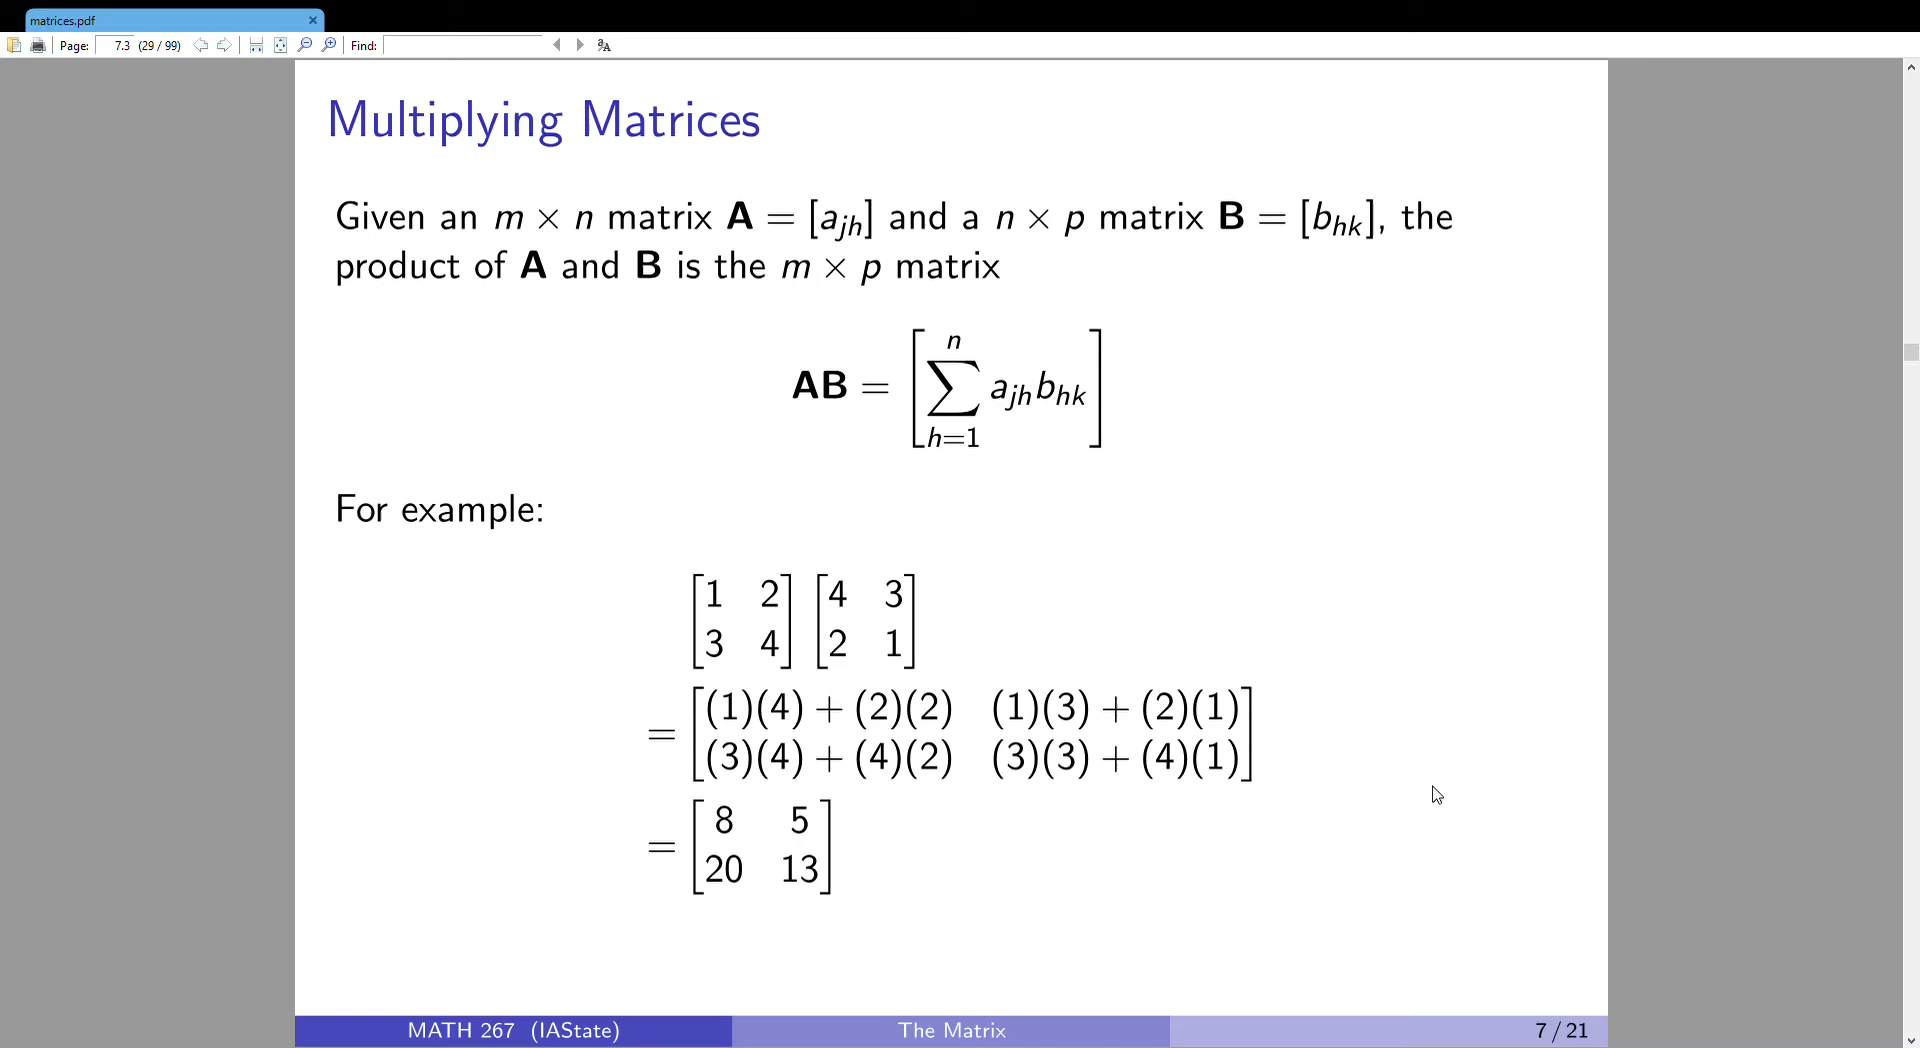 matrices.pdf
Page: 7.3 (29 / 99) Find:
Multiplying Matrices
Given an m × n matrix A = [a_jh] and a n × p matrix B = [b_hk], the
product of A and B is the m × p matrix
AB = [∑_{h=1}^{n} a_jh b_hk]
For example:
[1 2] [4 3]
[3 4] [2 1]
= [(1)(4) + (2)(2) (1)(3) + (2)(1)]
[(3)(4) + (4)(2) (3)(3) + (4)(1)]
= [8 5]
[20 13]
MATH 267 (IAState) The Matrix 7 / 21